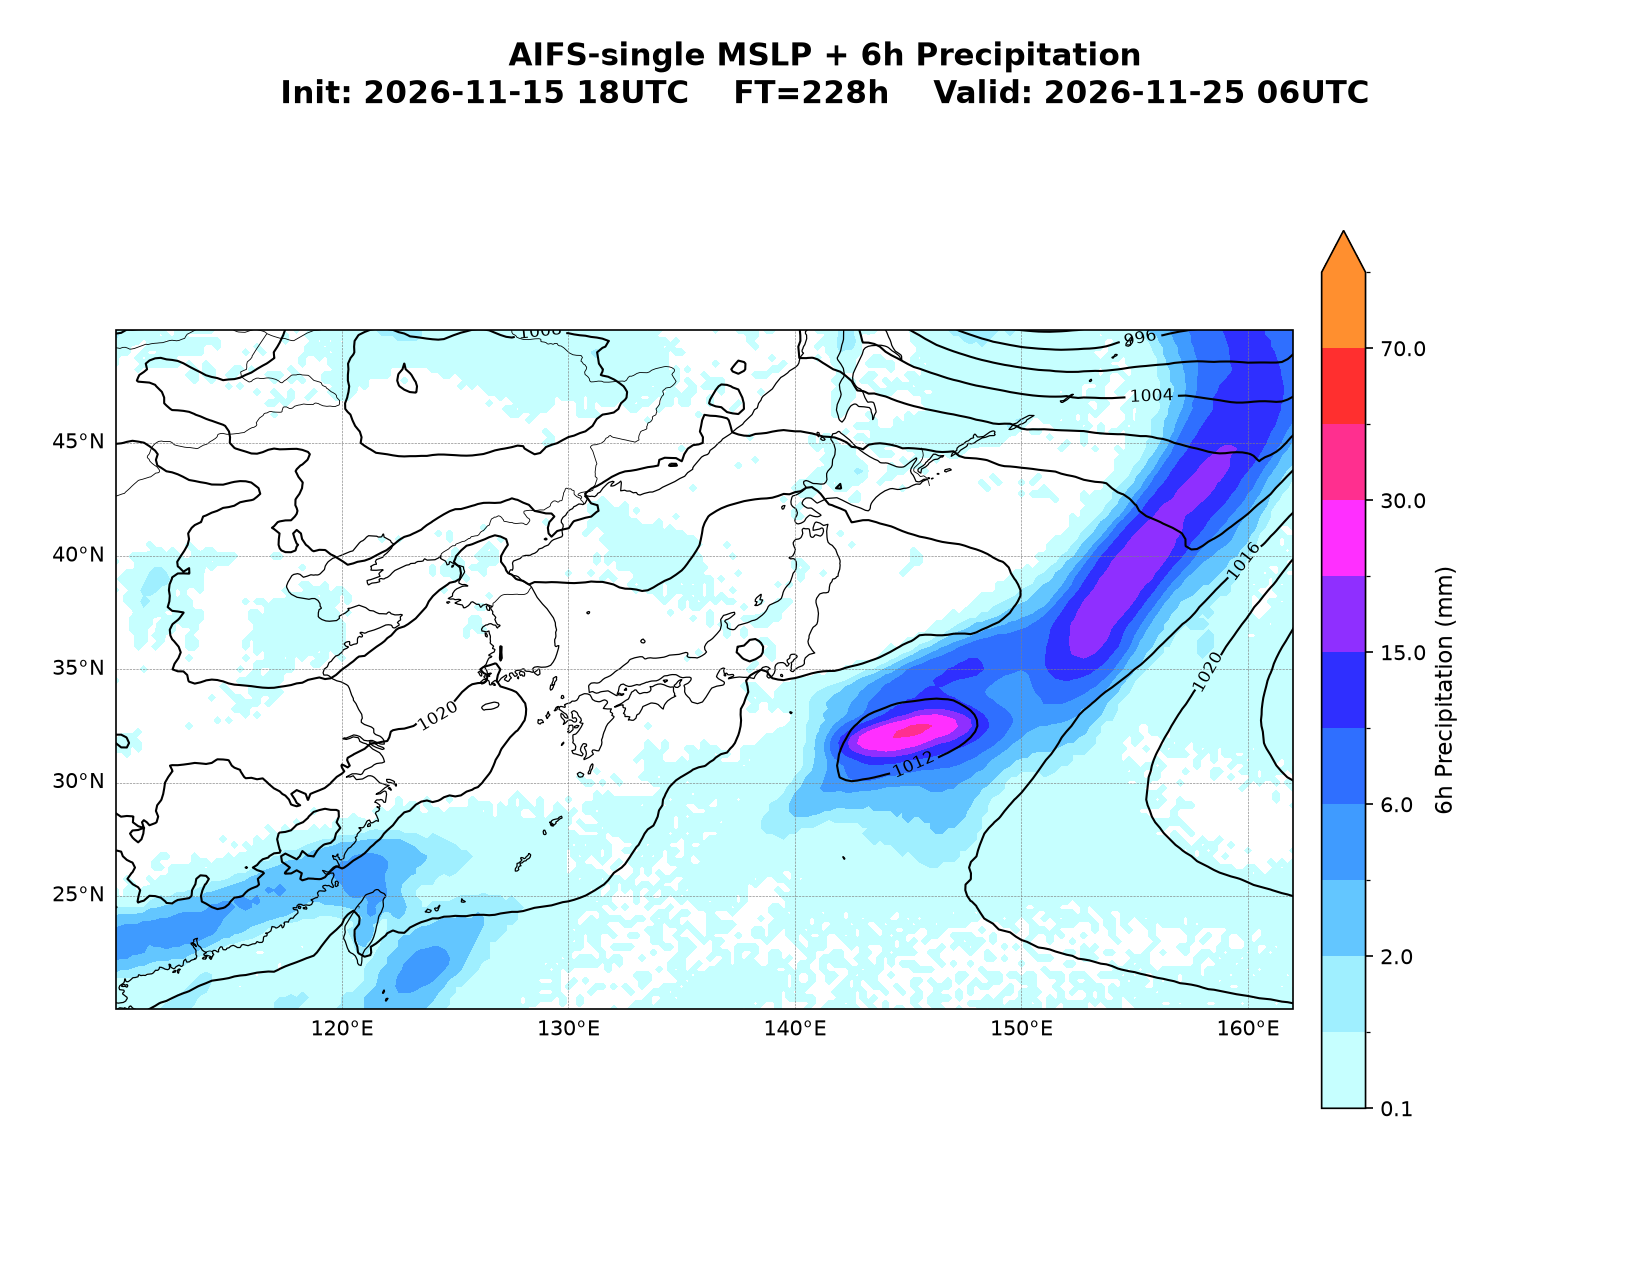 AIFS-single MSLP + 6h Precipitation
Init: 2026-11-15 18UTC    FT=228h    Valid: 2026-11-25 06UTC
996
1004
1016
1020
1020
1012
45°N
40°N
35°N
30°N
25°N
120°E
130°E
140°E
150°E
160°E
70.0
30.0
15.0
6.0
2.0
0.1
6h Precipitation (mm)